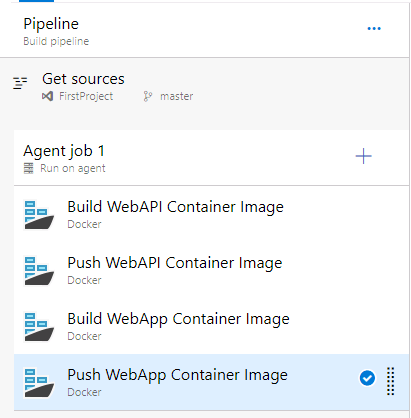 Pipeline
Build pipeline
Get sources
FirstProject master
Agent job 1
Run on agent
Build WebAPI Container Image
Docker
Push WebAPI Container Image
Docker
Build WebApp Container Image
Docker
Push WebApp Container Image
Docker